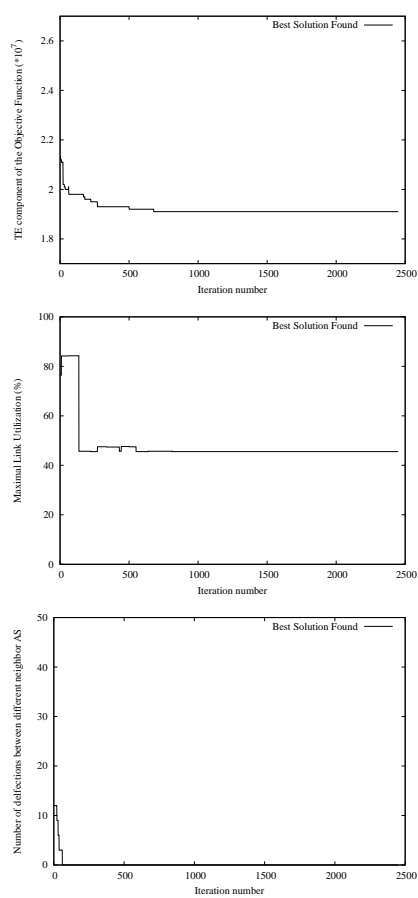 TE component of the Objective Function (*10^7)
2.6
2.4
2.2
2
1.8
Best Solution Found
0 500 1000 1500 2000 2500
Iteration number
Maximal Link Utilization (%)
100
80
60
40
20
0
Best Solution Found
0 500 1000 1500 2000 2500
Iteration number
Number of delfections between different neighbor AS
50
40
30
20
10
0
Best Solution Found
0 500 1000 1500 2000 2500
Iteration number